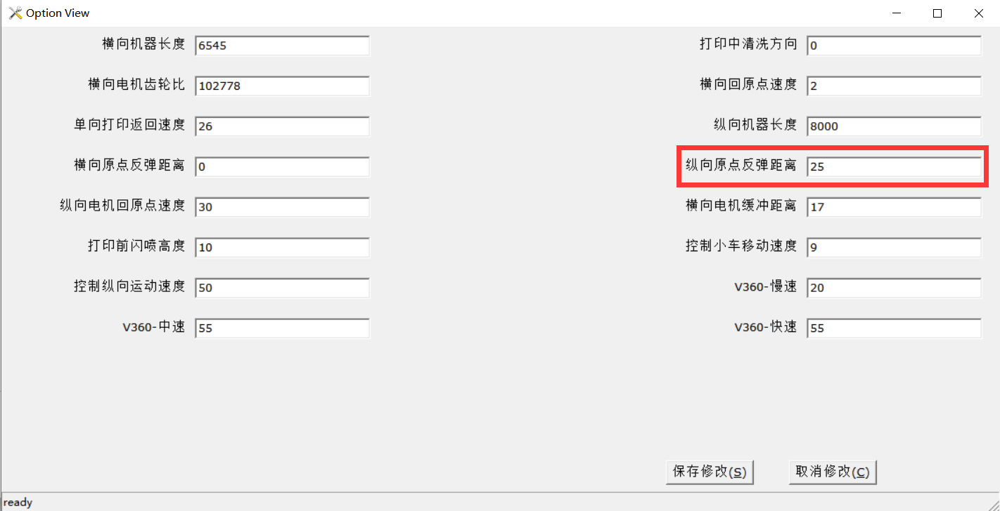 Option View
横向机器长度 6545 打印中清洗方向 0
横向电机齿轮比 102778 横向回原点速度 2
单向打印返回速度 26 纵向机器长度 8000
横向原点反弹距离 0 纵向原点反弹距离 25
纵向电机回原点速度 30 横向电机缓冲距离 17
打印前闪喷高度 10 控制小车移动速度 9
控制纵向运动速度 50 V360-慢速 20
V360-中速 55 V360-快速 55
保存修改(S) 取消修改(C)
ready